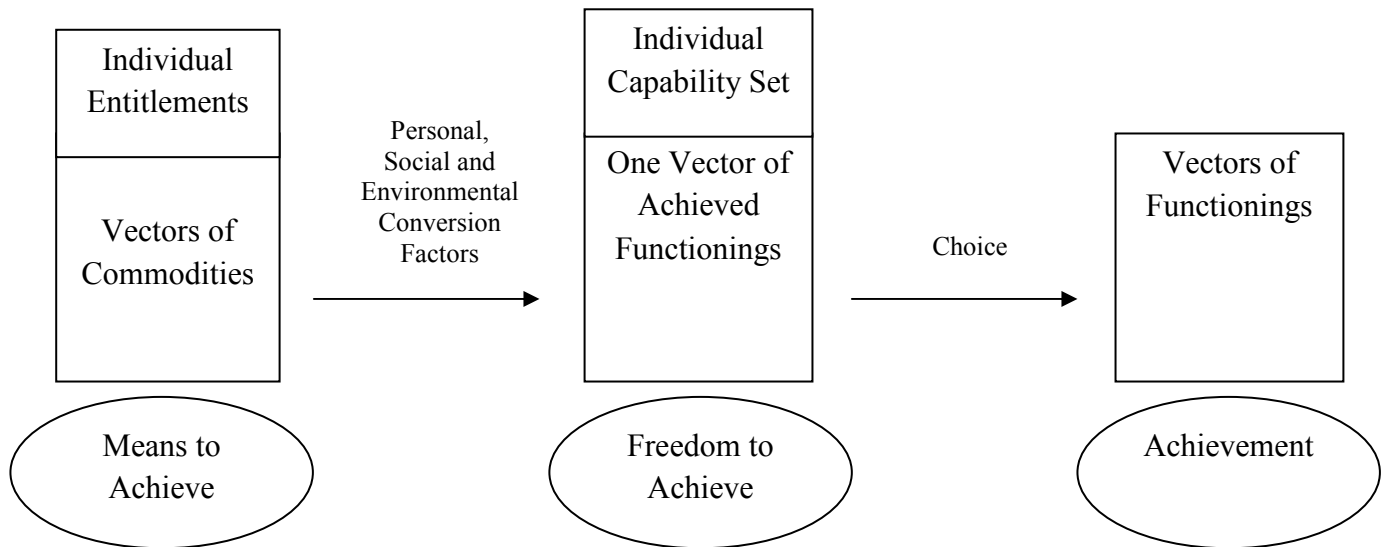 Individual
Entitlements
Vectors of
Commodities
Personal,
Social and
Environmental
Conversion
Factors
Individual
Capability Set
One Vector of
Achieved
Functionings
Choice
Vectors of
Functionings
Means to
Achieve
Freedom to
Achieve
Achievement